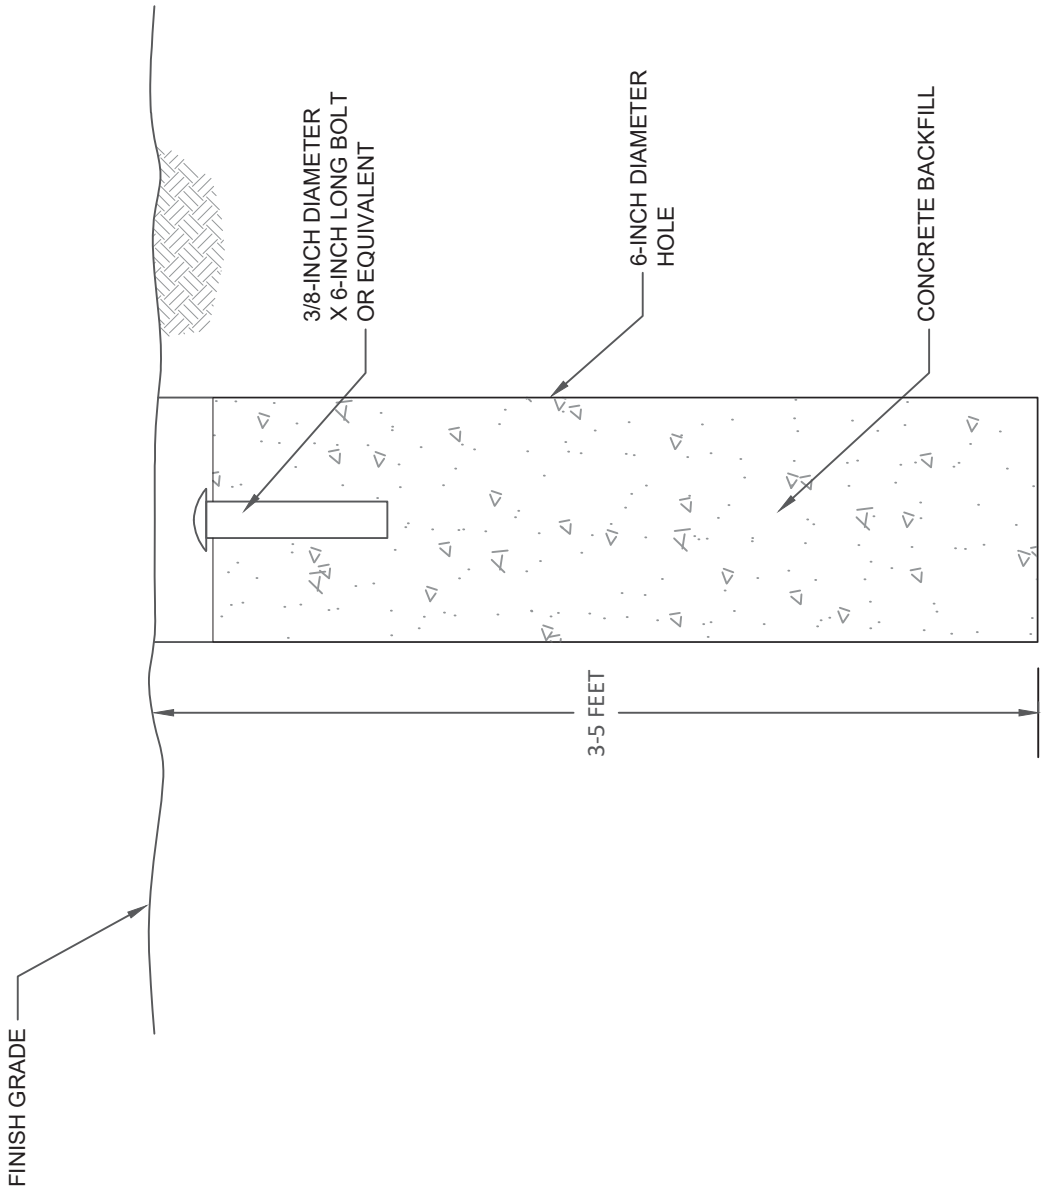 FINISH GRADE
3/8-INCH DIAMETER
X 6-INCH LONG BOLT
OR EQUIVALENT
6-INCH DIAMETER
HOLE
CONCRETE BACKFILL
3-5 FEET